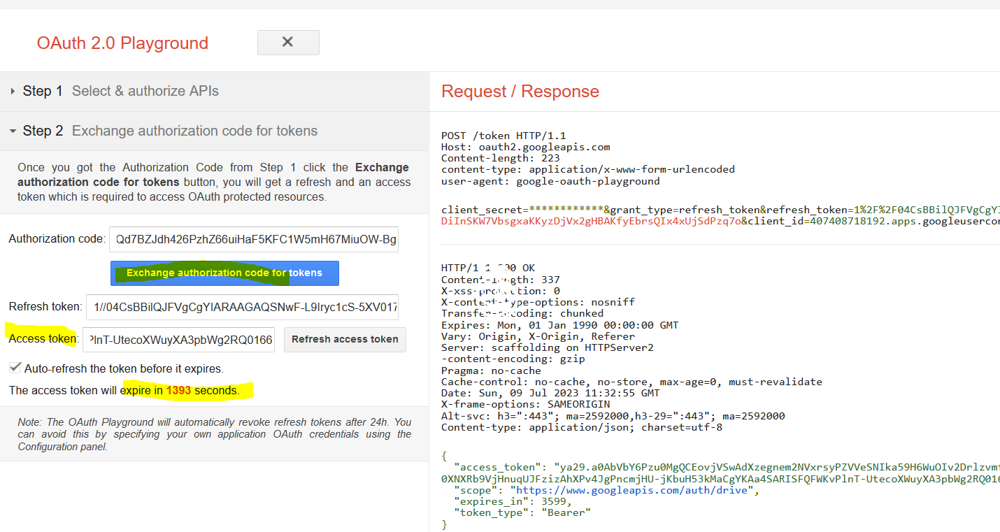 OAuth 2.0 Playground
Step 1 Select & authorize APIs
Step 2 Exchange authorization code for tokens
Once you got the Authorization Code from Step 1 click the Exchange
authorization code for tokens button, you will get a refresh and an access
token which is required to access OAuth protected resources.
Authorization code: Qd7BZJdh426PzhZ66uiHaF5KFC1W5mH67MiuOW-Bg
Exchange authorization code for tokens
Refresh token: 1//04CsBBilQJFVgCgYIARAAGAQSNwF-L9Iryc1cS-5XV017
Access token: PlnT-UtecoXWuyXA3pbWg2RQ0166
Refresh access token
Auto-refresh the token before it expires.
The access token will expire in 1393 seconds.
Note: The OAuth Playground will automatically revoke refresh tokens after 24h. You
can avoid this by specifying your own application OAuth credentials using the
Configuration panel.
Request / Response
POST /token HTTP/1.1
Host: oauth2.googleapis.com
Content-length: 223
content-type: application/x-www-form-urlencoded
user-agent: google-oauth-playground
client_secret=************&grant_type=refresh_token&refresh_token=1%2F%2F04CsBBilQJFVgCgYI
DiInSKW7VbsgxaKKyzDjVx2gHBAKfyEbrsQIx4xUjSdPzq7o&client_id=407408718192.apps.googleusercon
HTTP/1.1 200 OK
Content-length: 337
X-xss-protection: 0
X-content-type-options: nosniff
Transfer-encoding: chunked
Expires: Mon, 01 Jan 1990 00:00:00 GMT
Vary: Origin, X-Origin, Referer
Server: scaffolding on HTTPServer2
-content-encoding: gzip
Pragma: no-cache
Cache-control: no-cache, no-store, max-age=0, must-revalidate
Date: Sun, 09 Jul 2023 11:32:55 GMT
X-frame-options: SAMEORIGIN
Alt-svc: h3=":443"; ma=2592000,h3-29=":443"; ma=2592000
Content-type: application/json; charset=utf-8
{
"access_token": "ya29.a0AbVbY6Pzu0MgQCEovjVSwAdXzegnem2NVxrsyPZVVeSNIka59H6WuOIv2Drlzvmf
0XNXRb9VjHnuqUJFzizAhXPv4JgPncmjHU-jKbuH53kMaCgYKAa4SARISFQFWKvPlnT-UtecoXWuyXA3pbWg2RQ016
"scope": "https://www.googleapis.com/auth/drive",
"expires_in": 3599,
"token_type": "Bearer"
}